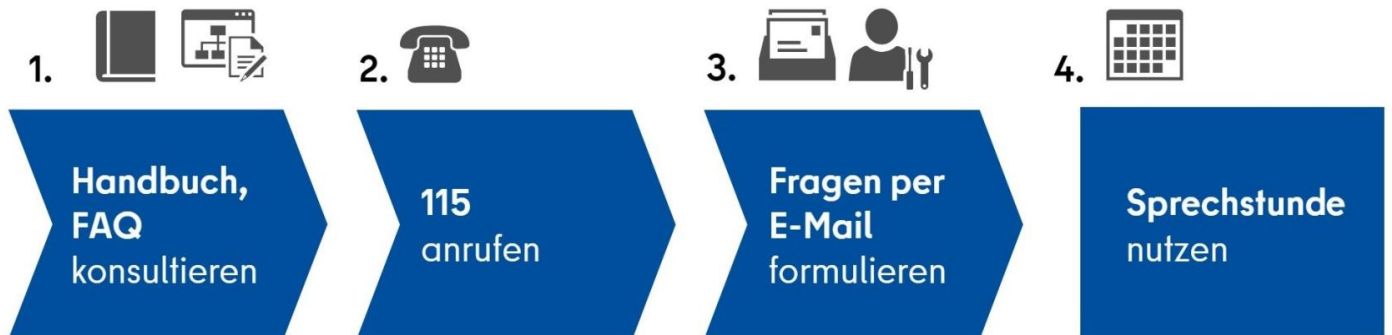 1.
Handbuch,
FAQ
konsultieren
2.
115
anrufen
3.
Fragen per
E-Mail
formulieren
4.
Sprechstunde
nutzen